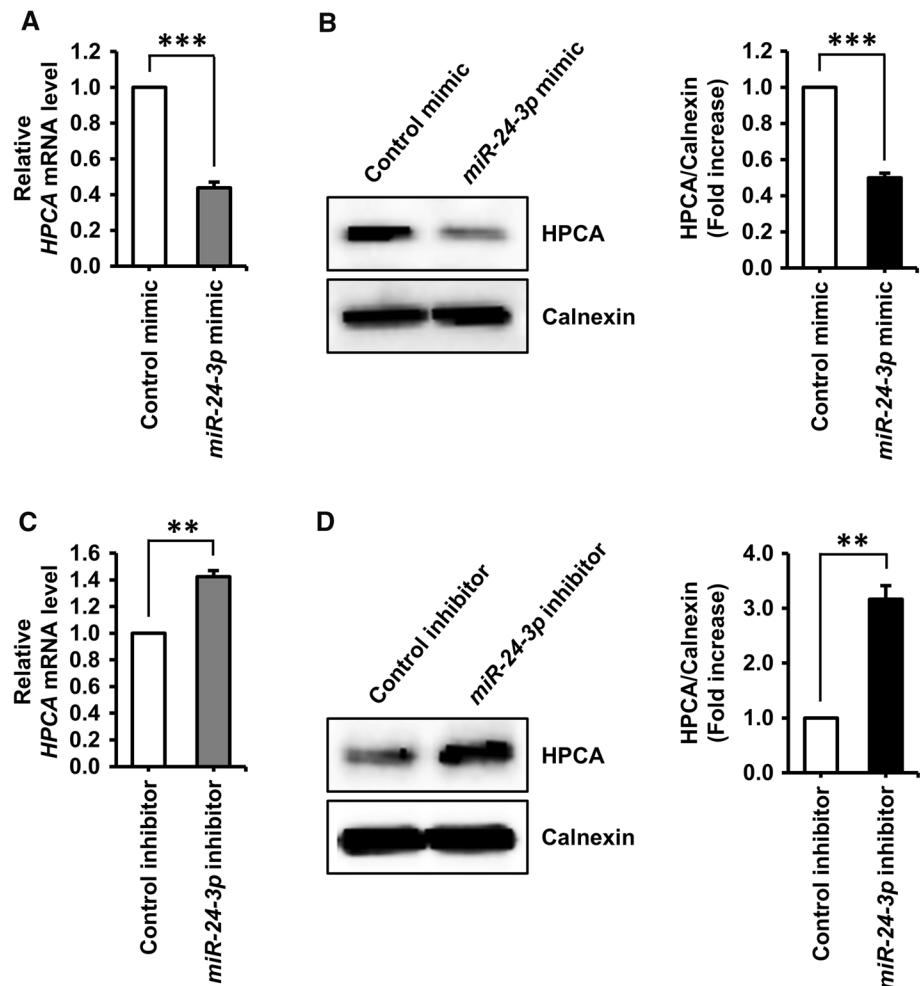 A
Relative
HPCA mRNA level
1.2
1.0
0.8
0.6
0.4
0.2
0.0
***
Control mimic
miR-24-3p mimic
B
Control mimic
miR-24-3p mimic
HPCA
Calnexin
HPCA/Calnexin
(Fold increase)
1.2
1.0
0.8
0.6
0.4
0.2
0.0
***
Control mimic
miR-24-3p mimic
C
Relative
HPCA mRNA level
1.6
1.4
1.2
1.0
0.8
0.6
0.4
0.2
0.0
**
Control inhibitor
miR-24-3p inhibitor
D
Control inhibitor
miR-24-3p inhibitor
HPCA
Calnexin
HPCA/Calnexin
(Fold increase)
4.0
3.0
2.0
1.0
0.0
**
Control inhibitor
miR-24-3p inhibitor